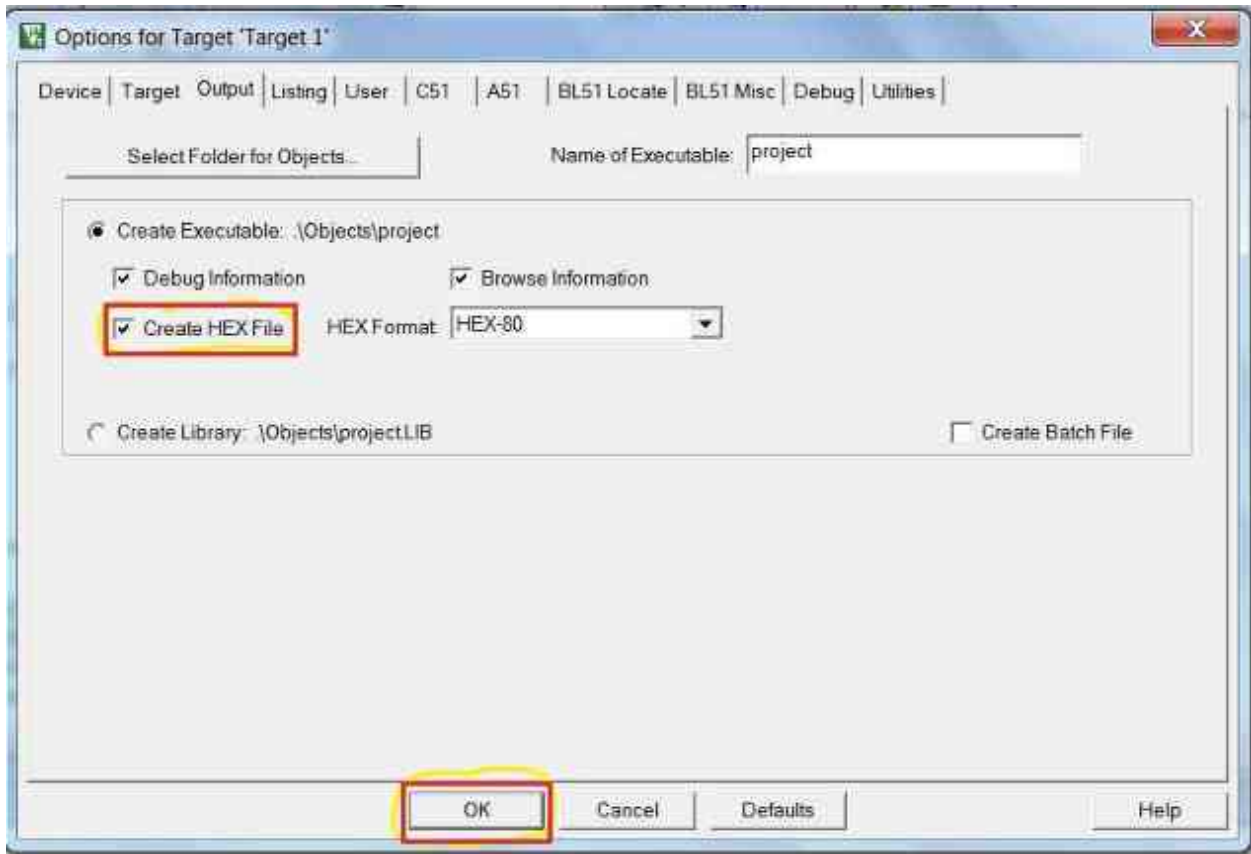 Options for Target 'Target 1'
X
Device Target Output Listing User C51 A51 BL51 Locate BL51 Misc Debug Utilities
Select Folder for Objects... Name of Executable: project
Create Executable: .\Objects\project
Debug Information Browse Information
Create HEX File HEX Format: HEX-80
Create Library: .\Objects\project.LIB Create Batch File
OK Cancel Defaults Help